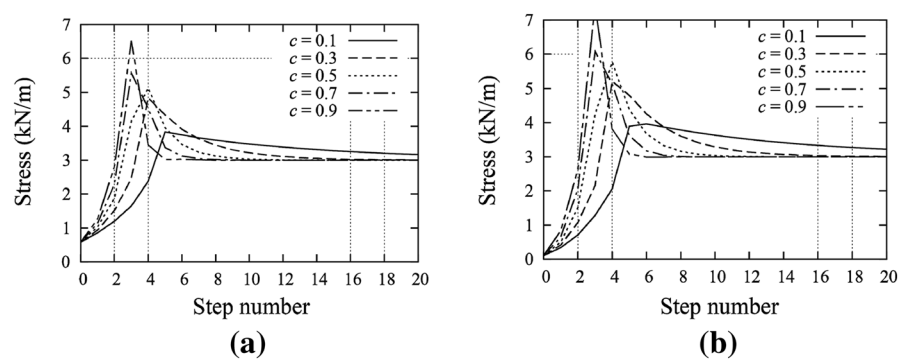 Stress (kN/m)
7
6
5
4
3
2
1
0
c = 0.1
c = 0.3
c = 0.5
c = 0.7
c = 0.9
0 2 4 6 8 10 12 14 16 18 20
Step number
(a)
Stress (kN/m)
7
6
5
4
3
2
1
0
c = 0.1
c = 0.3
c = 0.5
c = 0.7
c = 0.9
0 2 4 6 8 10 12 14 16 18 20
Step number
(b)